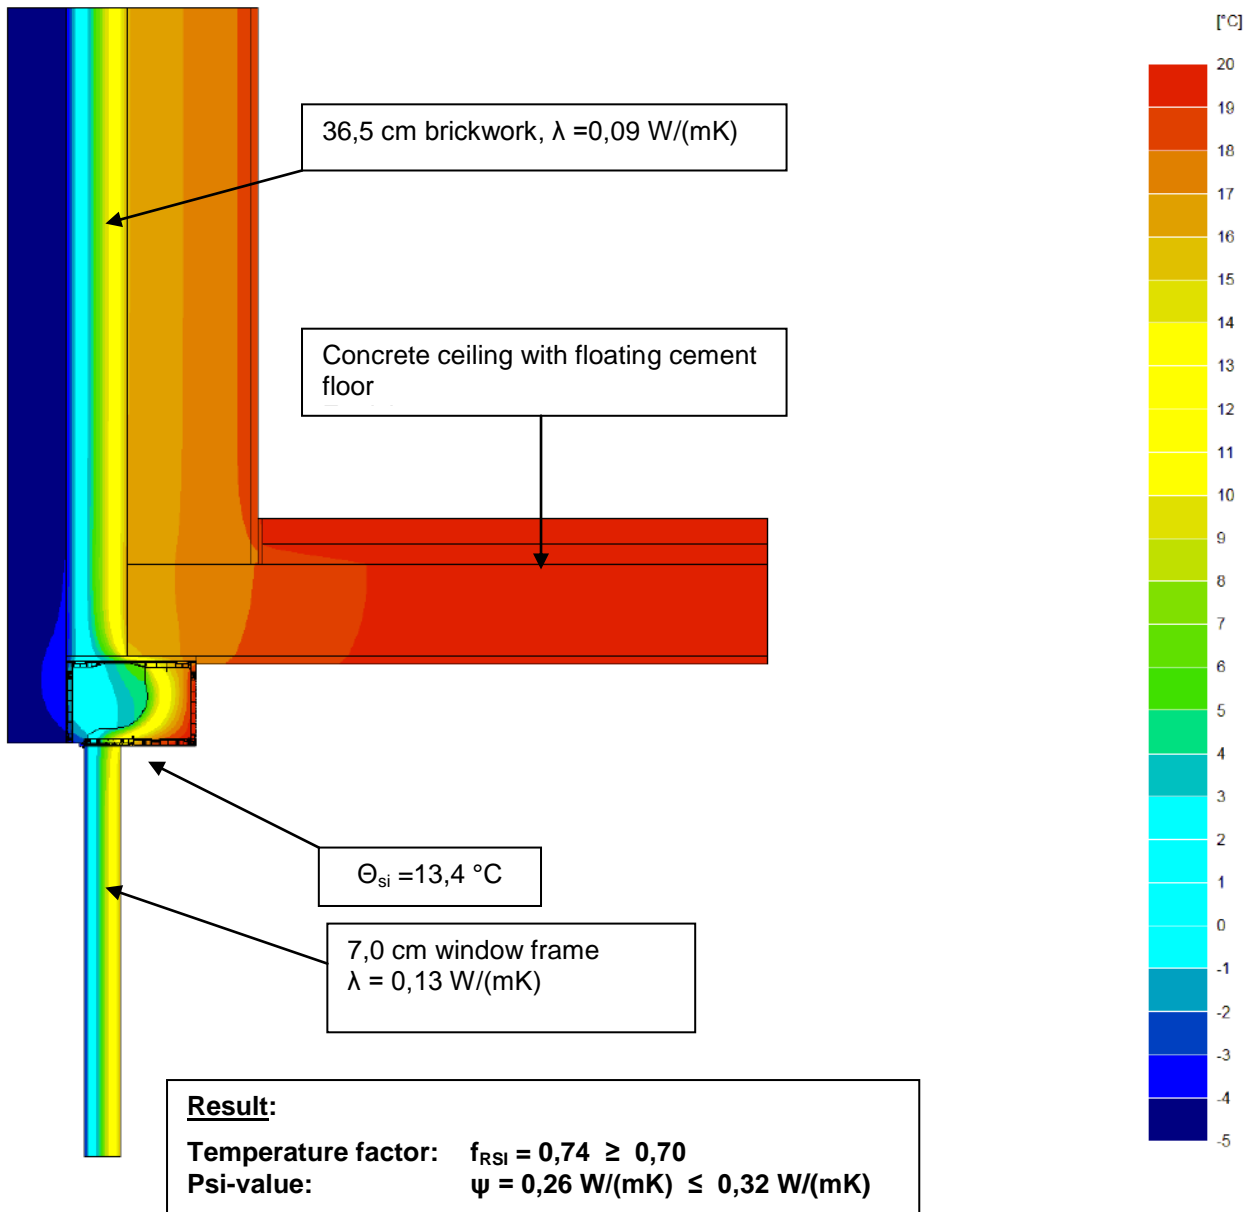 [°C]
36,5 cm brickwork, λ =0,09 W/(mK)
Concrete ceiling with floating cement
floor
Θsi =13,4 °C
7,0 cm window frame
λ = 0,13 W/(mK)
Result:
Temperature factor: fRSI = 0,74 ≥ 0,70
Psi-value: ψ = 0,26 W/(mK) ≤ 0,32 W/(mK)
20
19
18
17
16
15
14
13
12
11
10
9
8
7
6
5
4
3
2
1
0
-1
-2
-3
-4
-5